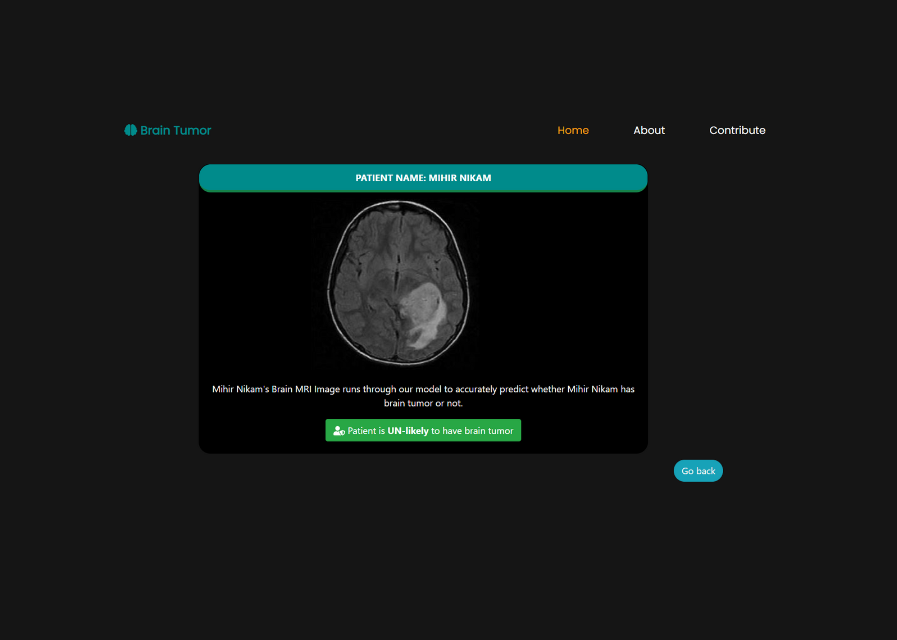 Brain Tumor
Home About Contribute
PATIENT NAME: MIHIR NIKAM
Mihir Nikam's Brain MRI Image runs through our model to accurately predict whether Mihir Nikam has
brain tumor or not.
Patient is UN-likely to have brain tumor
Go back